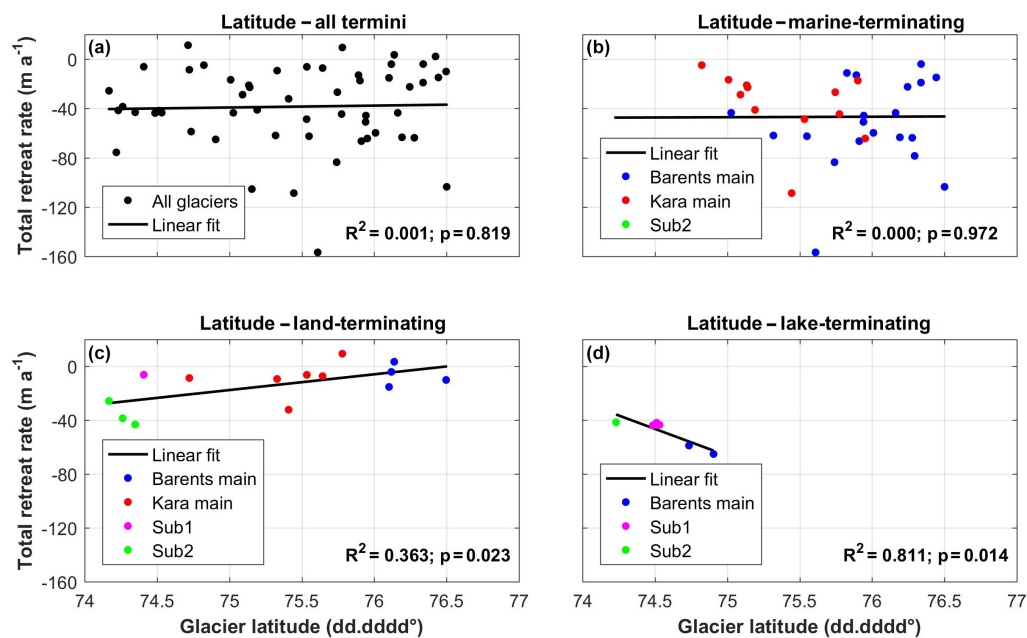 Latitude – all termini
(a)
Total retreat rate (m a⁻¹)
0
-40
-80
-120
-160
All glaciers
Linear fit
R² = 0.001; p = 0.819
Latitude – marine-terminating
(b)
Linear fit
Barents main
Kara main
Sub2
R² = 0.000; p = 0.972
Latitude – land-terminating
(c)
Total retreat rate (m a⁻¹)
0
-40
-80
-120
-160
Linear fit
Barents main
Kara main
Sub1
Sub2
R² = 0.363; p = 0.023
74 74.5 75 75.5 76 76.5 77
Glacier latitude (dd.dddd°)
Latitude – lake-terminating
(d)
Linear fit
Barents main
Sub1
Sub2
R² = 0.811; p = 0.014
74 74.5 75 75.5 76 76.5 77
Glacier latitude (dd.dddd°)